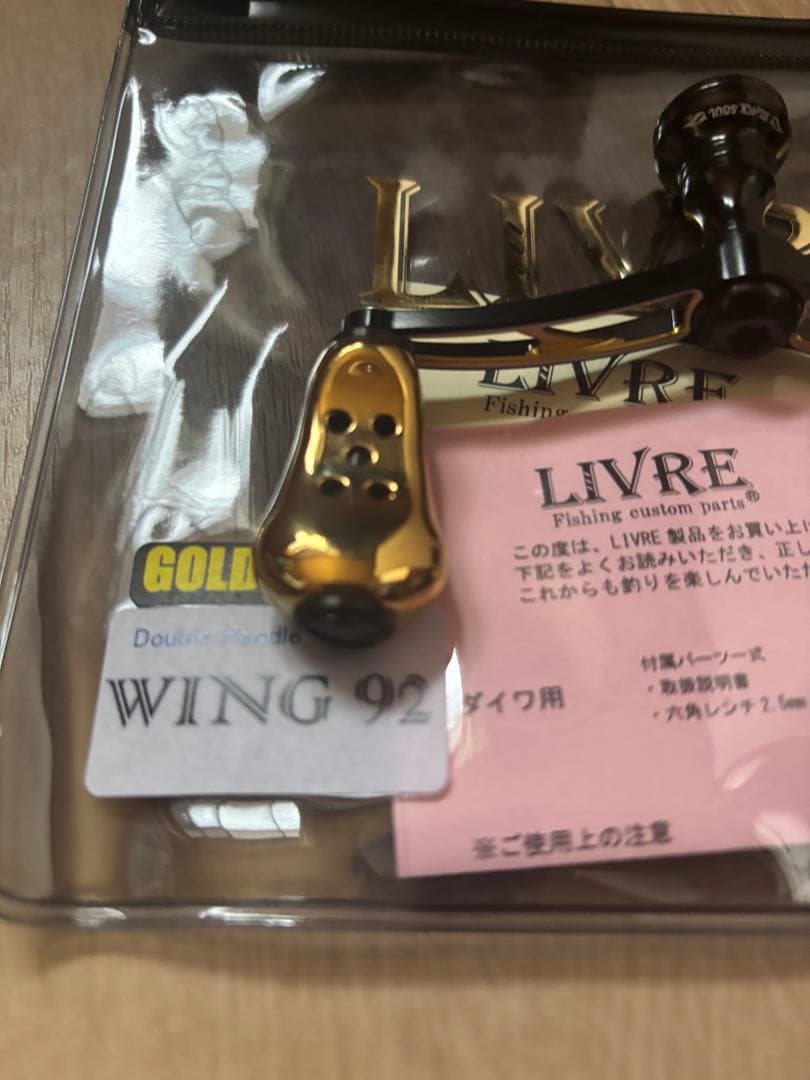 BLACK SOUL
LIV
LIVRE
Fishing
LIVRE
Fishing custom parts®
この度は、LIVRE 製品をお買い上げ
下記をよくお読みいただき、正し
これからも釣りを楽しんでいただ
GOLD
Double Handle
WING 92
ダイワ用
付属パーツ一式
・取扱説明書
・六角レンチ 2.5mm
※ご使用上の注意